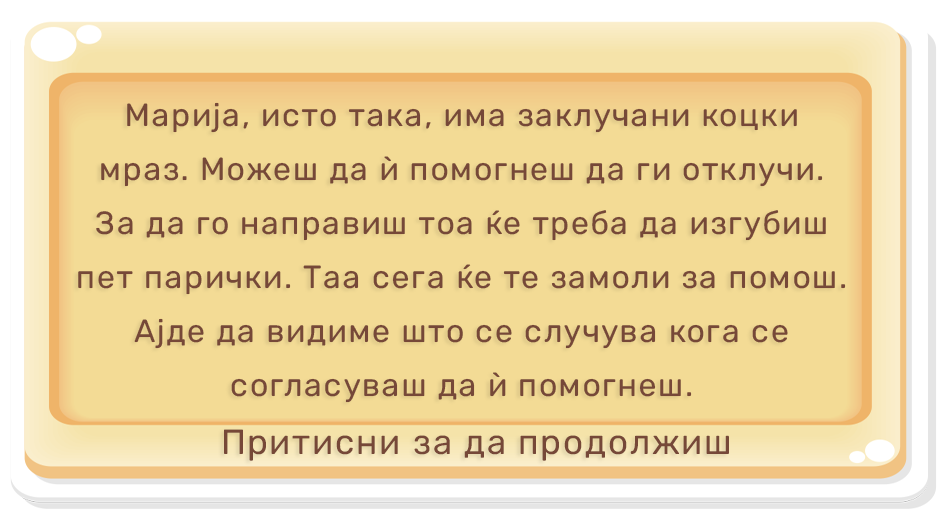 Марија, исто така, има заклучани коцки
мраз. Можеш да ѝ помогнеш да ги отклучи.
За да го направиш тоа ќе треба да изгубиш
пет парички. Таа сега ќе те замоли за помош.
Ајде да видиме што се случува кога се
согласуваш да ѝ помогнеш.
Притисни за да продолжиш